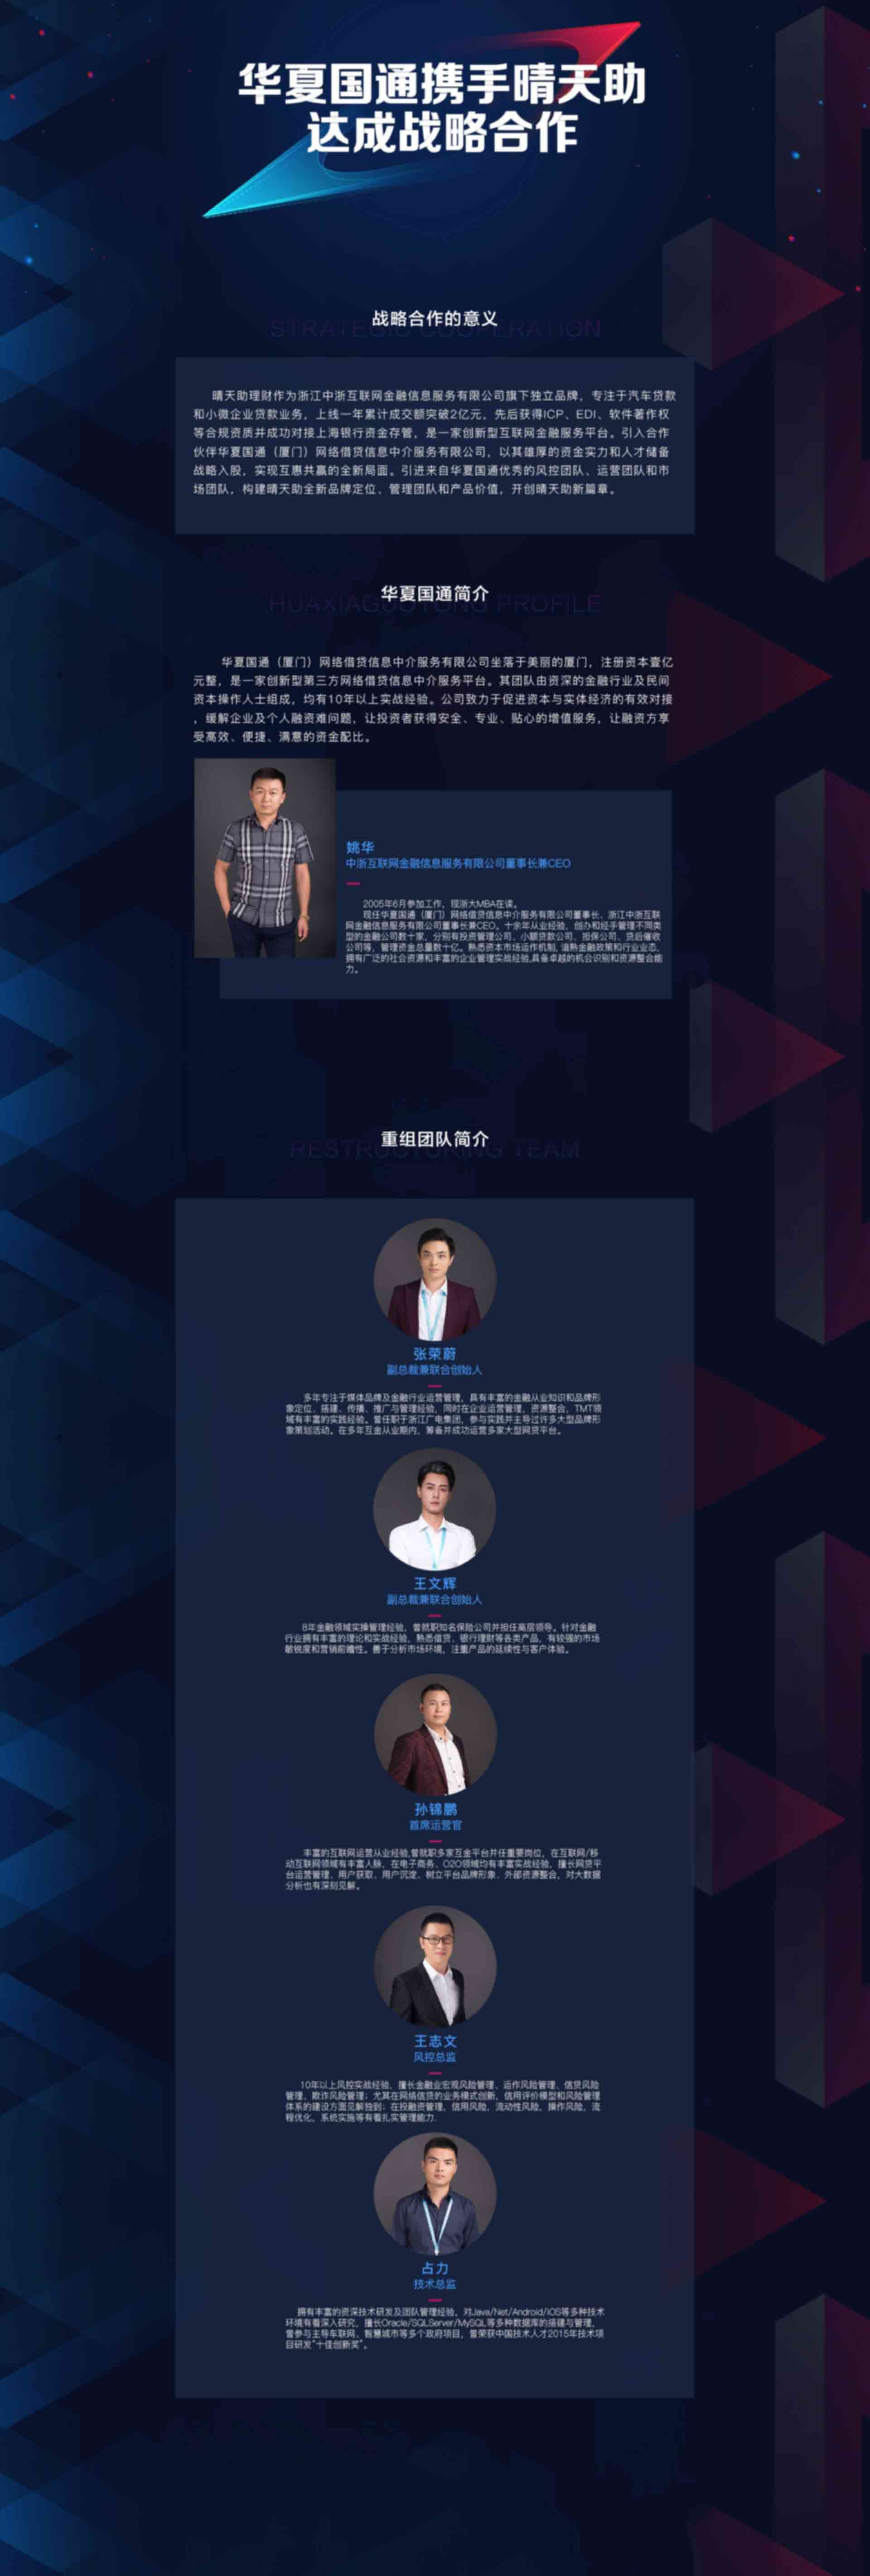 华夏国通携手晴天助
达成战略合作
战略合作的意义
STRATEGIC COOPERATION
晴天助理财作为浙江中浙互联网金融信息服务有限公司旗下独立品牌，专注于汽车贷款
和小微企业贷款业务，上线一年累计成交额突破2亿元，先后获得ICP、EDI、软件著作权
等合规资质并成功对接上海银行资金存管，是一家创新型互联网金融服务平台。引入合作
伙伴华夏国通（厦门）网络借贷信息中介服务有限公司，以其雄厚的资金实力和人才储备
战略入股，实现互惠共赢的全新局面。引进来自华夏国通优秀的风控团队、运营团队和市
场团队，构建晴天助全新品牌定位、管理团队和产品价值，开创晴天助新篇章。
华夏国通简介
HUAXIAGUOTONG PROFILE
华夏国通（厦门）网络借贷信息中介服务有限公司坐落于美丽的厦门，注册资本壹亿
元整，是一家创新型第三方网络借贷信息中介服务平台。其团队由资深的金融行业及民间
资本操作人士组成，均有10年以上实战经验。公司致力于促进资本与实体经济的有效对接
，缓解企业及个人融资难问题，让投资者获得安全、专业、贴心的增值服务，让融资方享
受高效、便捷、满意的资金配比。
姚华
中浙互联网金融信息服务有限公司董事长兼CEO
2005年6月参加工作，现浙大MBA在读。
现任华夏国通（厦门）网络借贷信息中介服务有限公司董事长、浙江中浙互联
网金融信息服务有限公司董事长兼CEO。十余年从业经验，创办和经手管理不同类
型的金融公司数十家，分别有投资管理公司、小额贷款公司、担保公司、贷后催收
公司等，管理资金总量数十亿。熟悉资本市场运作机制, 谙熟金融政策和行业业态,
拥有广泛的社会资源和丰富的企业管理实战经验,具备卓越的机会识别和资源整合能
力。
重组团队简介
RESTRUCTURING TEAM
张荣蔚
副总裁兼联合创始人
多年专注于媒体品牌及金融行业运营管理，具有丰富的金融从业知识和品牌形
象定位、搭建、传播、推广与管理经验，同时在企业运营管理，资源整合，TMT领
域有丰富的实践经验。曾任职于浙江广电集团，参与实践并主导过许多大型品牌形
象策划活动。在多年互金从业期内，筹备并成功运营多家大型网贷平台。
王文辉
副总裁兼联合创始人
8年金融领域实操管理经验，曾就职知名保险公司并担任高层领导。针对金融
行业拥有丰富的理论和实战经验，熟悉借贷、银行理财等各类产品，有较强的市场
敏锐度和营销前瞻性。善于分析市场环境，注重产品的延续性与客户体验。
孙锦鹏
首席运营官
丰富的互联网运营从业经验,曾就职多家互金平台并任重要岗位，在互联网/移
动互联网领域有丰富人脉，在电子商务、O2O领域均有丰富实战经验，擅长网贷平
台运营管理、用户获取、用户沉淀、树立平台品牌形象、外部资源整合，对大数据
分析也有深刻见解。
王志文
风控总监
10年以上风控实战经验，擅长金融业宏观风险管理、运作风险管理、信贷风险
管理、欺诈风险管理；尤其在网络信贷的业务模式创新，信用评价模型和风险管理
体系的建设方面见解独到；在投融资管理，信用风险，流动性风险，操作风险，流
程优化，系统实施等有着扎实管理能力.
占力
技术总监
拥有丰富的资深技术研发及团队管理经验，对Java/Net/Android/iOS等多种技术
环境有着深入研究，擅长Oracle/SQLServer/MySQL等多种数据库的搭建与管理，
曾参与主导车联网、智慧城市等多个政府项目，曾荣获中国技术人才2015年技术项
目研发“十佳创新奖”。